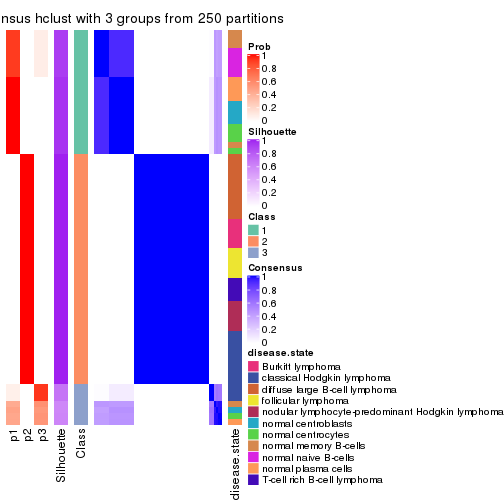 nsus hclust with 3 groups from 250 partitions
Prob
1
0.8
0.6
0.4
0.2
0
Silhouette
1
0.8
0.6
0.4
0.2
0
Class
1
2
3
Consensus
1
0.8
0.6
0.4
0.2
0
disease.state
Burkitt lymphoma
classical Hodgkin lymphoma
diffuse large B-cell lymphoma
follicular lymphoma
nodular lymphocyte-predominant Hodgkin lymphoma
normal centroblasts
normal centrocytes
normal memory B-cells
normal naive B-cells
normal plasma cells
T-cell rich B-cell lymphoma
p1
p2
p3
Silhouette
Class
disease.state